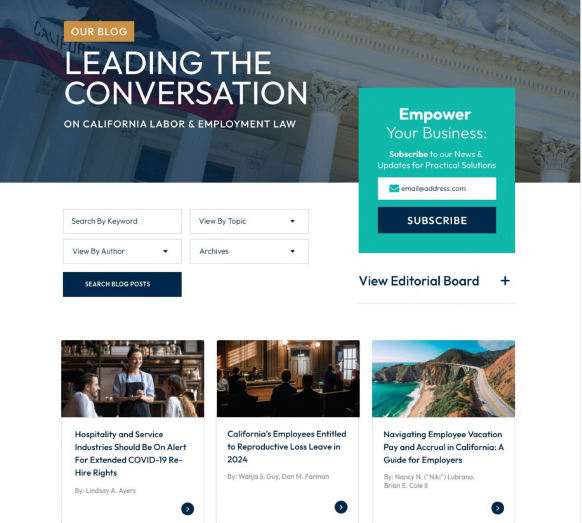 OUR BLOG
LEADING THE
CONVERSATION
ON CALIFORNIA LABOR & EMPLOYMENT LAW
Empower
Your Business:
Subscribe to our News &
Updates for Practical Solutions
email@address.com
SUBSCRIBE
Search By Keyword
View By Topic
View By Author
Archives
SEARCH BLOG POSTS
View Editorial Board +
Hospitality and Service
Industries Should Be On Alert
For Extended COVID-19 Re-
Hire Rights
By: Lindsay A. Ayers
California's Employees Entitled
to Reproductive Loss Leave in
2024
By: Wanja S. Guy, Dan M. Forman
Navigating Employee Vacation
Pay and Accrual in California: A
Guide for Employers
By: Nancy N. ("Niki") Lubrano,
Brian E. Cole II